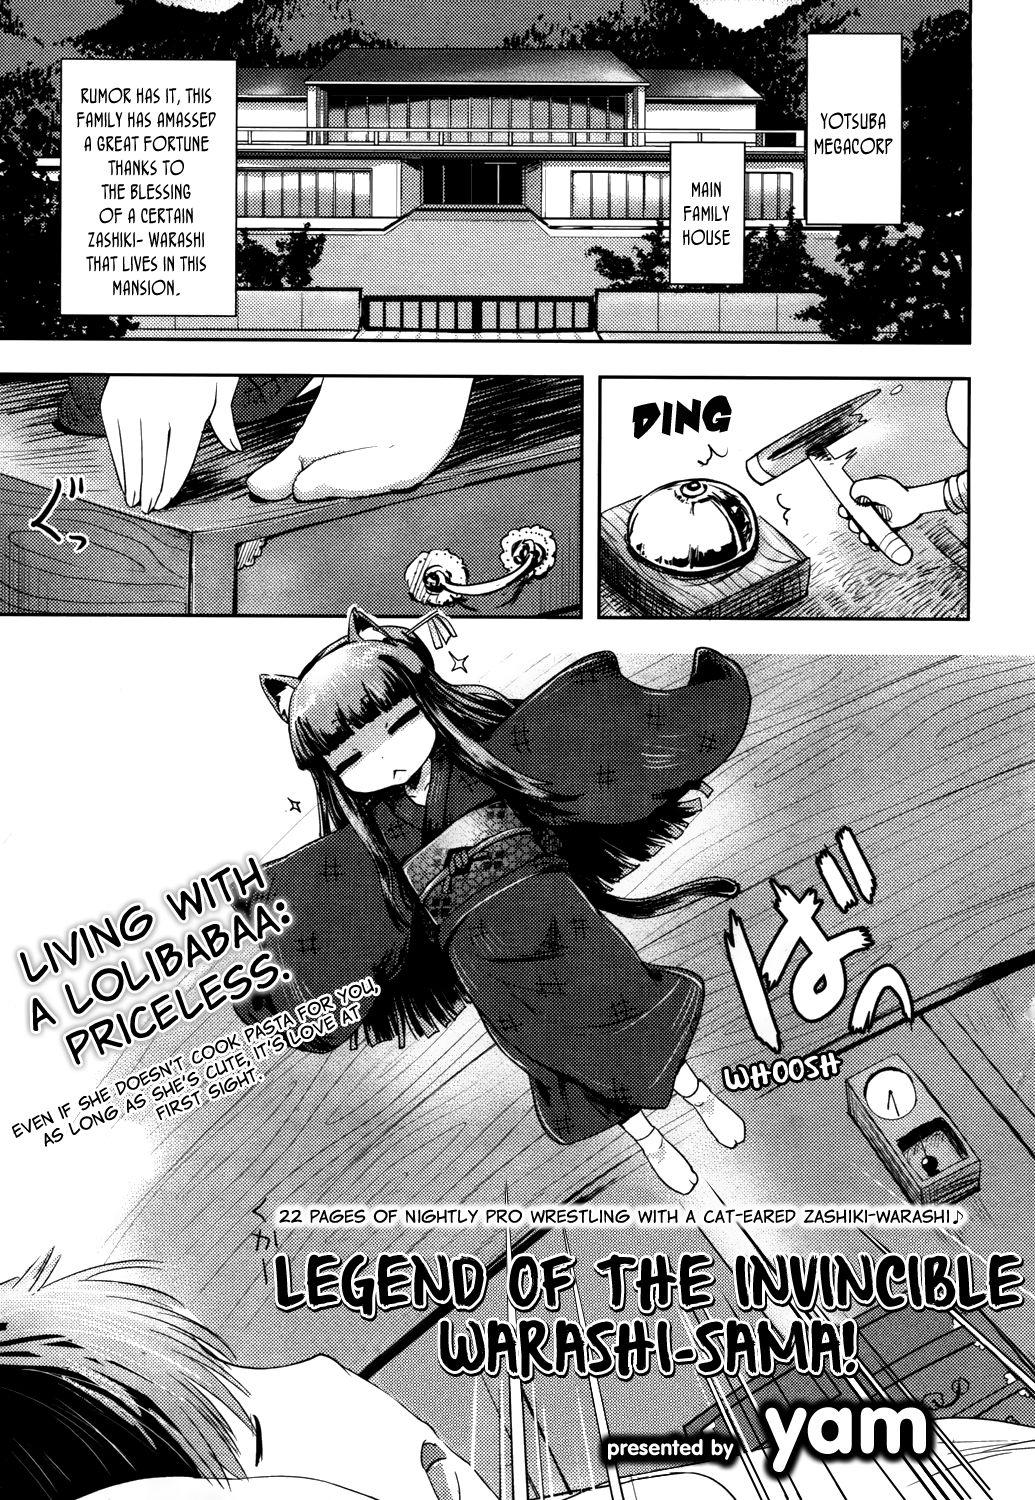 YOTSUBA
MEGACORP
MAIN
FAMILY
HOUSE
RUMOR HAS IT, THIS
FAMILY HAS AMASSED
A GREAT FORTUNE
THANKS TO
THE BLESSING
OF A CERTAIN
ZASHIKI- WARASHI
THAT LIVES IN THIS
MANSION.
DING
ぐっ
ばっ
WHOOSH
LIVING WITH
A LOLIBABAA:
PRICELESS.
EVEN IF SHE DOESN'T COOK PASTA FOR YOU,
AS LONG AS SHE'S CUTE, IT'S LOVE AT
FIRST SIGHT.
22 PAGES OF NIGHTLY PRO WRESTLING WITH A CAT-EARED ZASHIKI-WARASHI♪
LEGEND OF THE INVINCIBLE
WARASHI-SAMA!
presented by yam